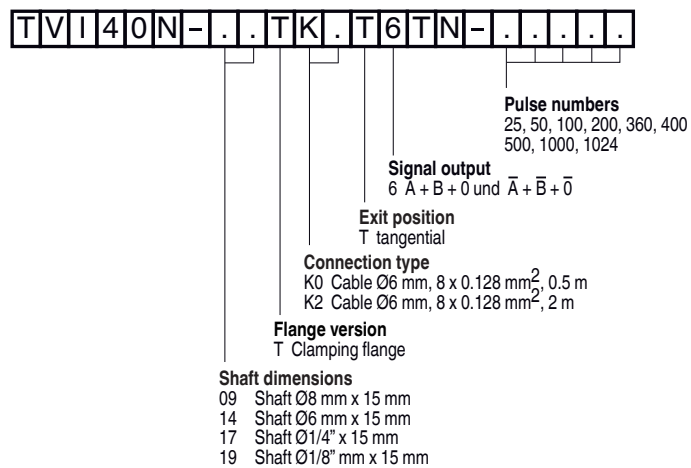 TVI40N-..TK.T6TN-.....
Pulse numbers
25, 50, 100, 200, 360, 400
500, 1000, 1024
Signal output
6 A + B + 0 und A̅ + B̅ + 0̅
Exit position
T tangential
Connection type
K0 Cable Ø6 mm, 8 x 0.128 mm², 0.5 m
K2 Cable Ø6 mm, 8 x 0.128 mm², 2 m
Flange version
T Clamping flange
Shaft dimensions
09 Shaft Ø8 mm x 15 mm
14 Shaft Ø6 mm x 15 mm
17 Shaft Ø1/4” x 15 mm
19 Shaft Ø1/8” mm x 15 mm